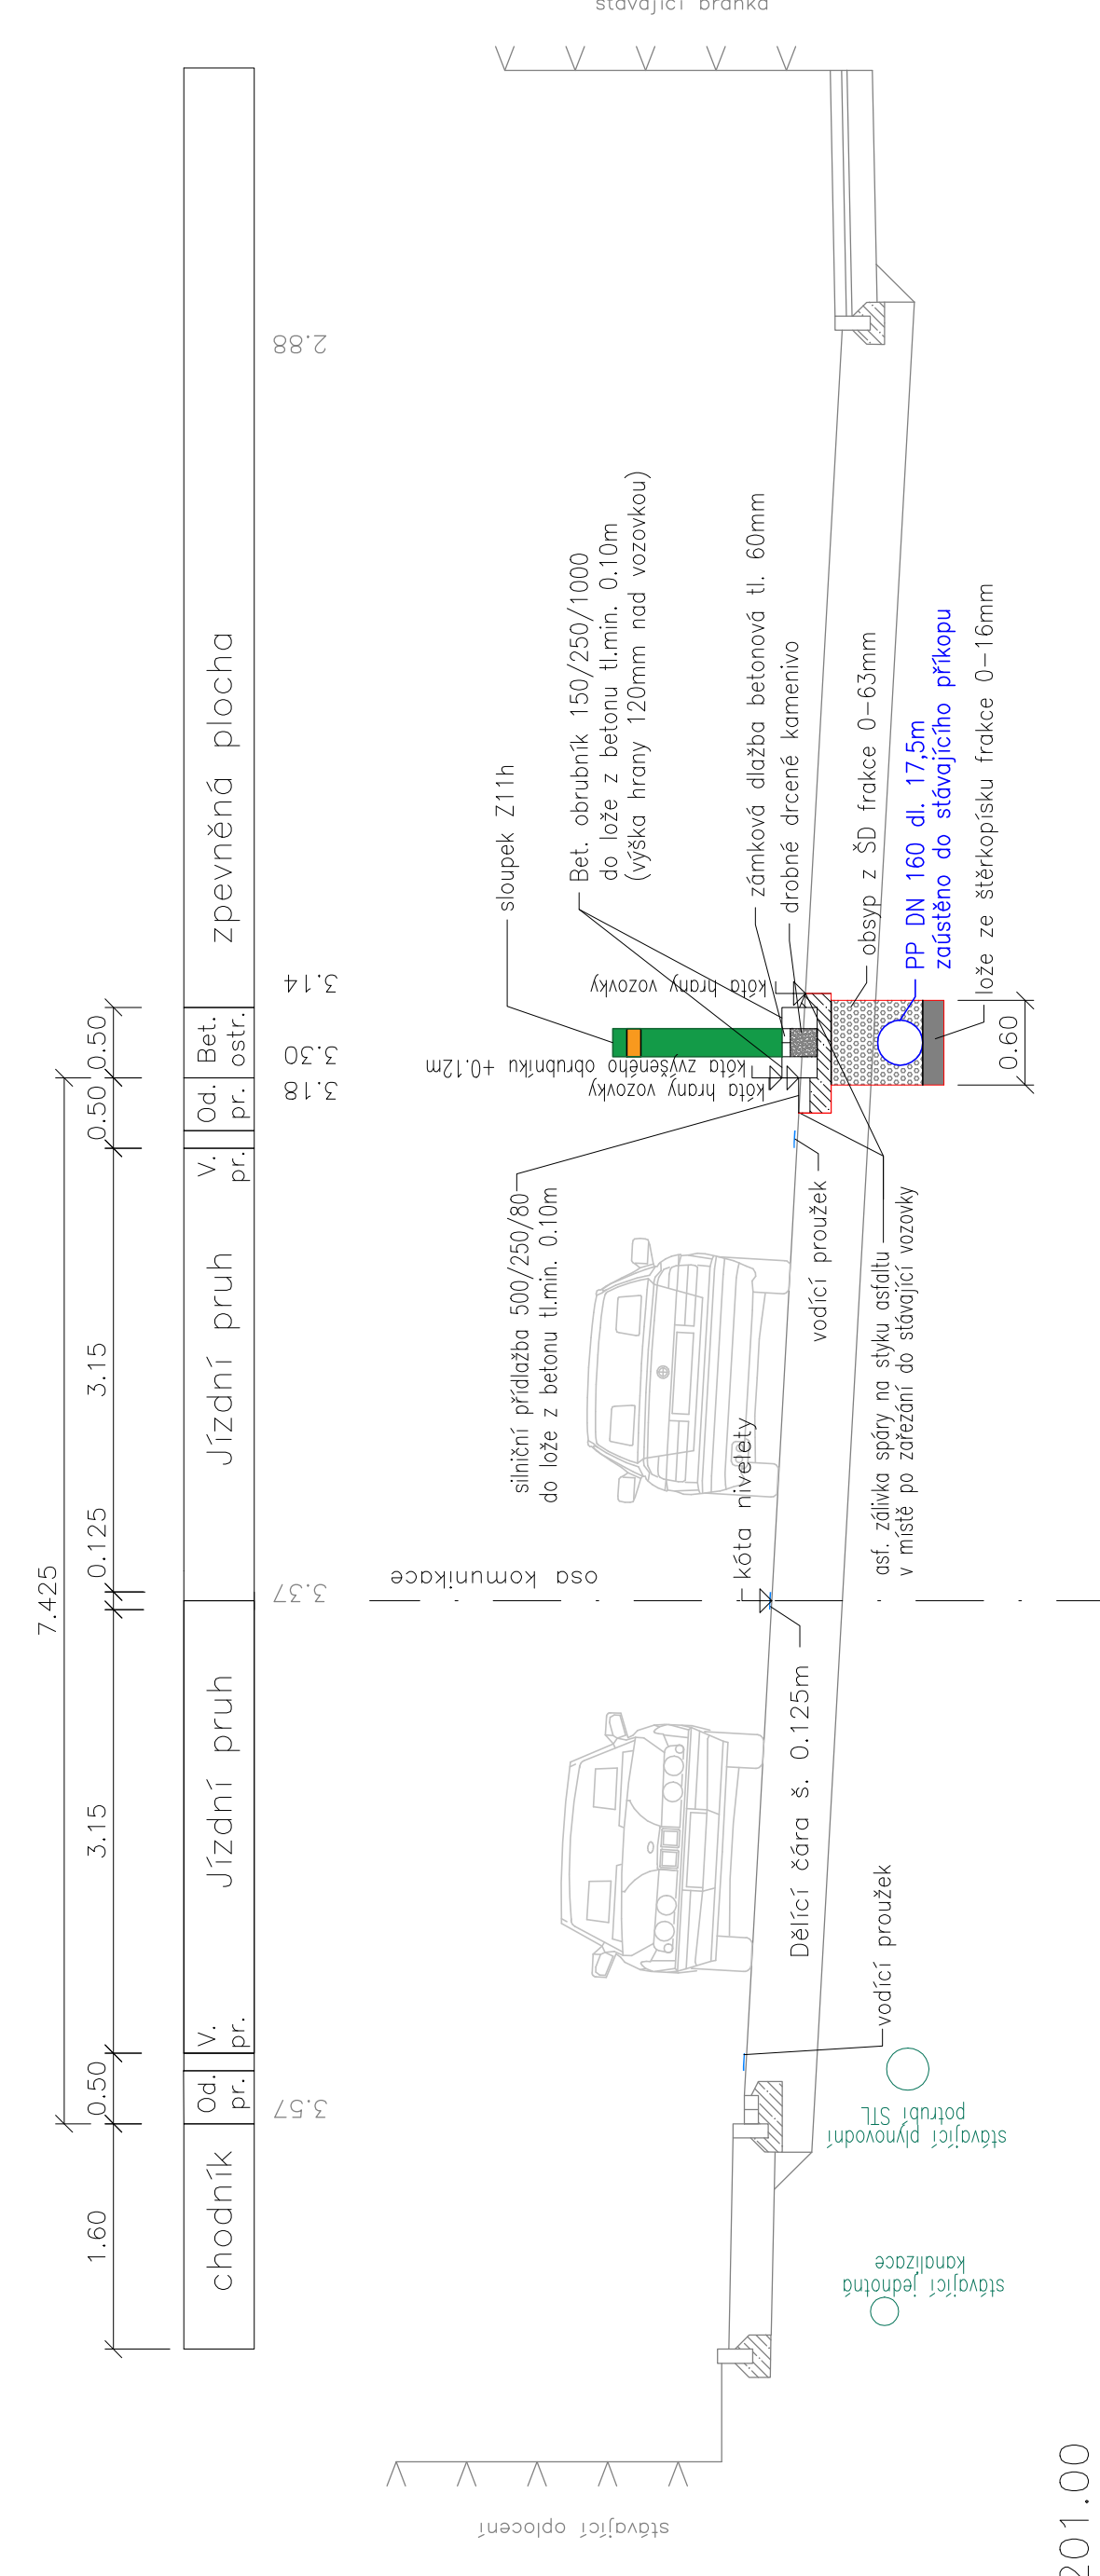 7.425
1.60
0.50
3.15
0.125
3.15
0.50
0.50
chodník
Od.
pr.
V.
pr.
Jízdní pruh
Jízdní pruh
V.
pr.
Od.
pr.
Bet.
ostr.
zpevněná plocha
3.57
3.37
3.18
3.30
3.14
2.88
osa komunikace
stávající oplocení
stávající branka
sloupek Z11h
Bet. obrubník 150/250/1000
do lože z betonu tl.min. 0.10m
(výška hrany 120mm nad vozovkou)
silniční přídlažba 500/250/80
do lože z betonu tl.min. 0.10m
kóta zvýšeného obrubníku +0.12m
kóta hrany vozovky
kóta hrany vozovky
zámková dlažba betonová tl. 60mm
drobné drcené kamenivo
obsyp z ŠD frakce 0-63mm
PP DN 160 dl. 17,5m
zaústěno do stávajícího příkopu
lože ze štěrkopísku frakce 0-16mm
0.60
kóta nivelety
vodící proužek
asf. zálivka spáry na styku asfaltu
v místě po zařezání do stávající vozovky
Dělící čára š. 0.125m
vodící proužek
stávající plynovodní
potrubí STL
stávající jednotná
kanalizace
201.00